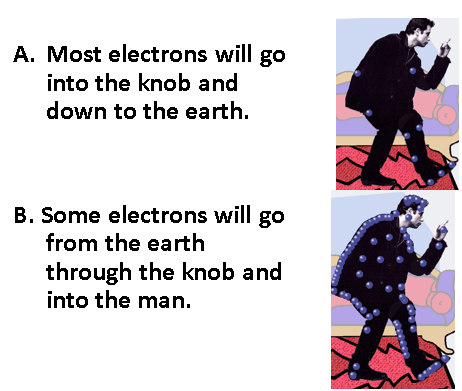 A. Most electrons will go
into the knob and
down to the earth.
B. Some electrons will go
from the earth
through the knob and
into the man.